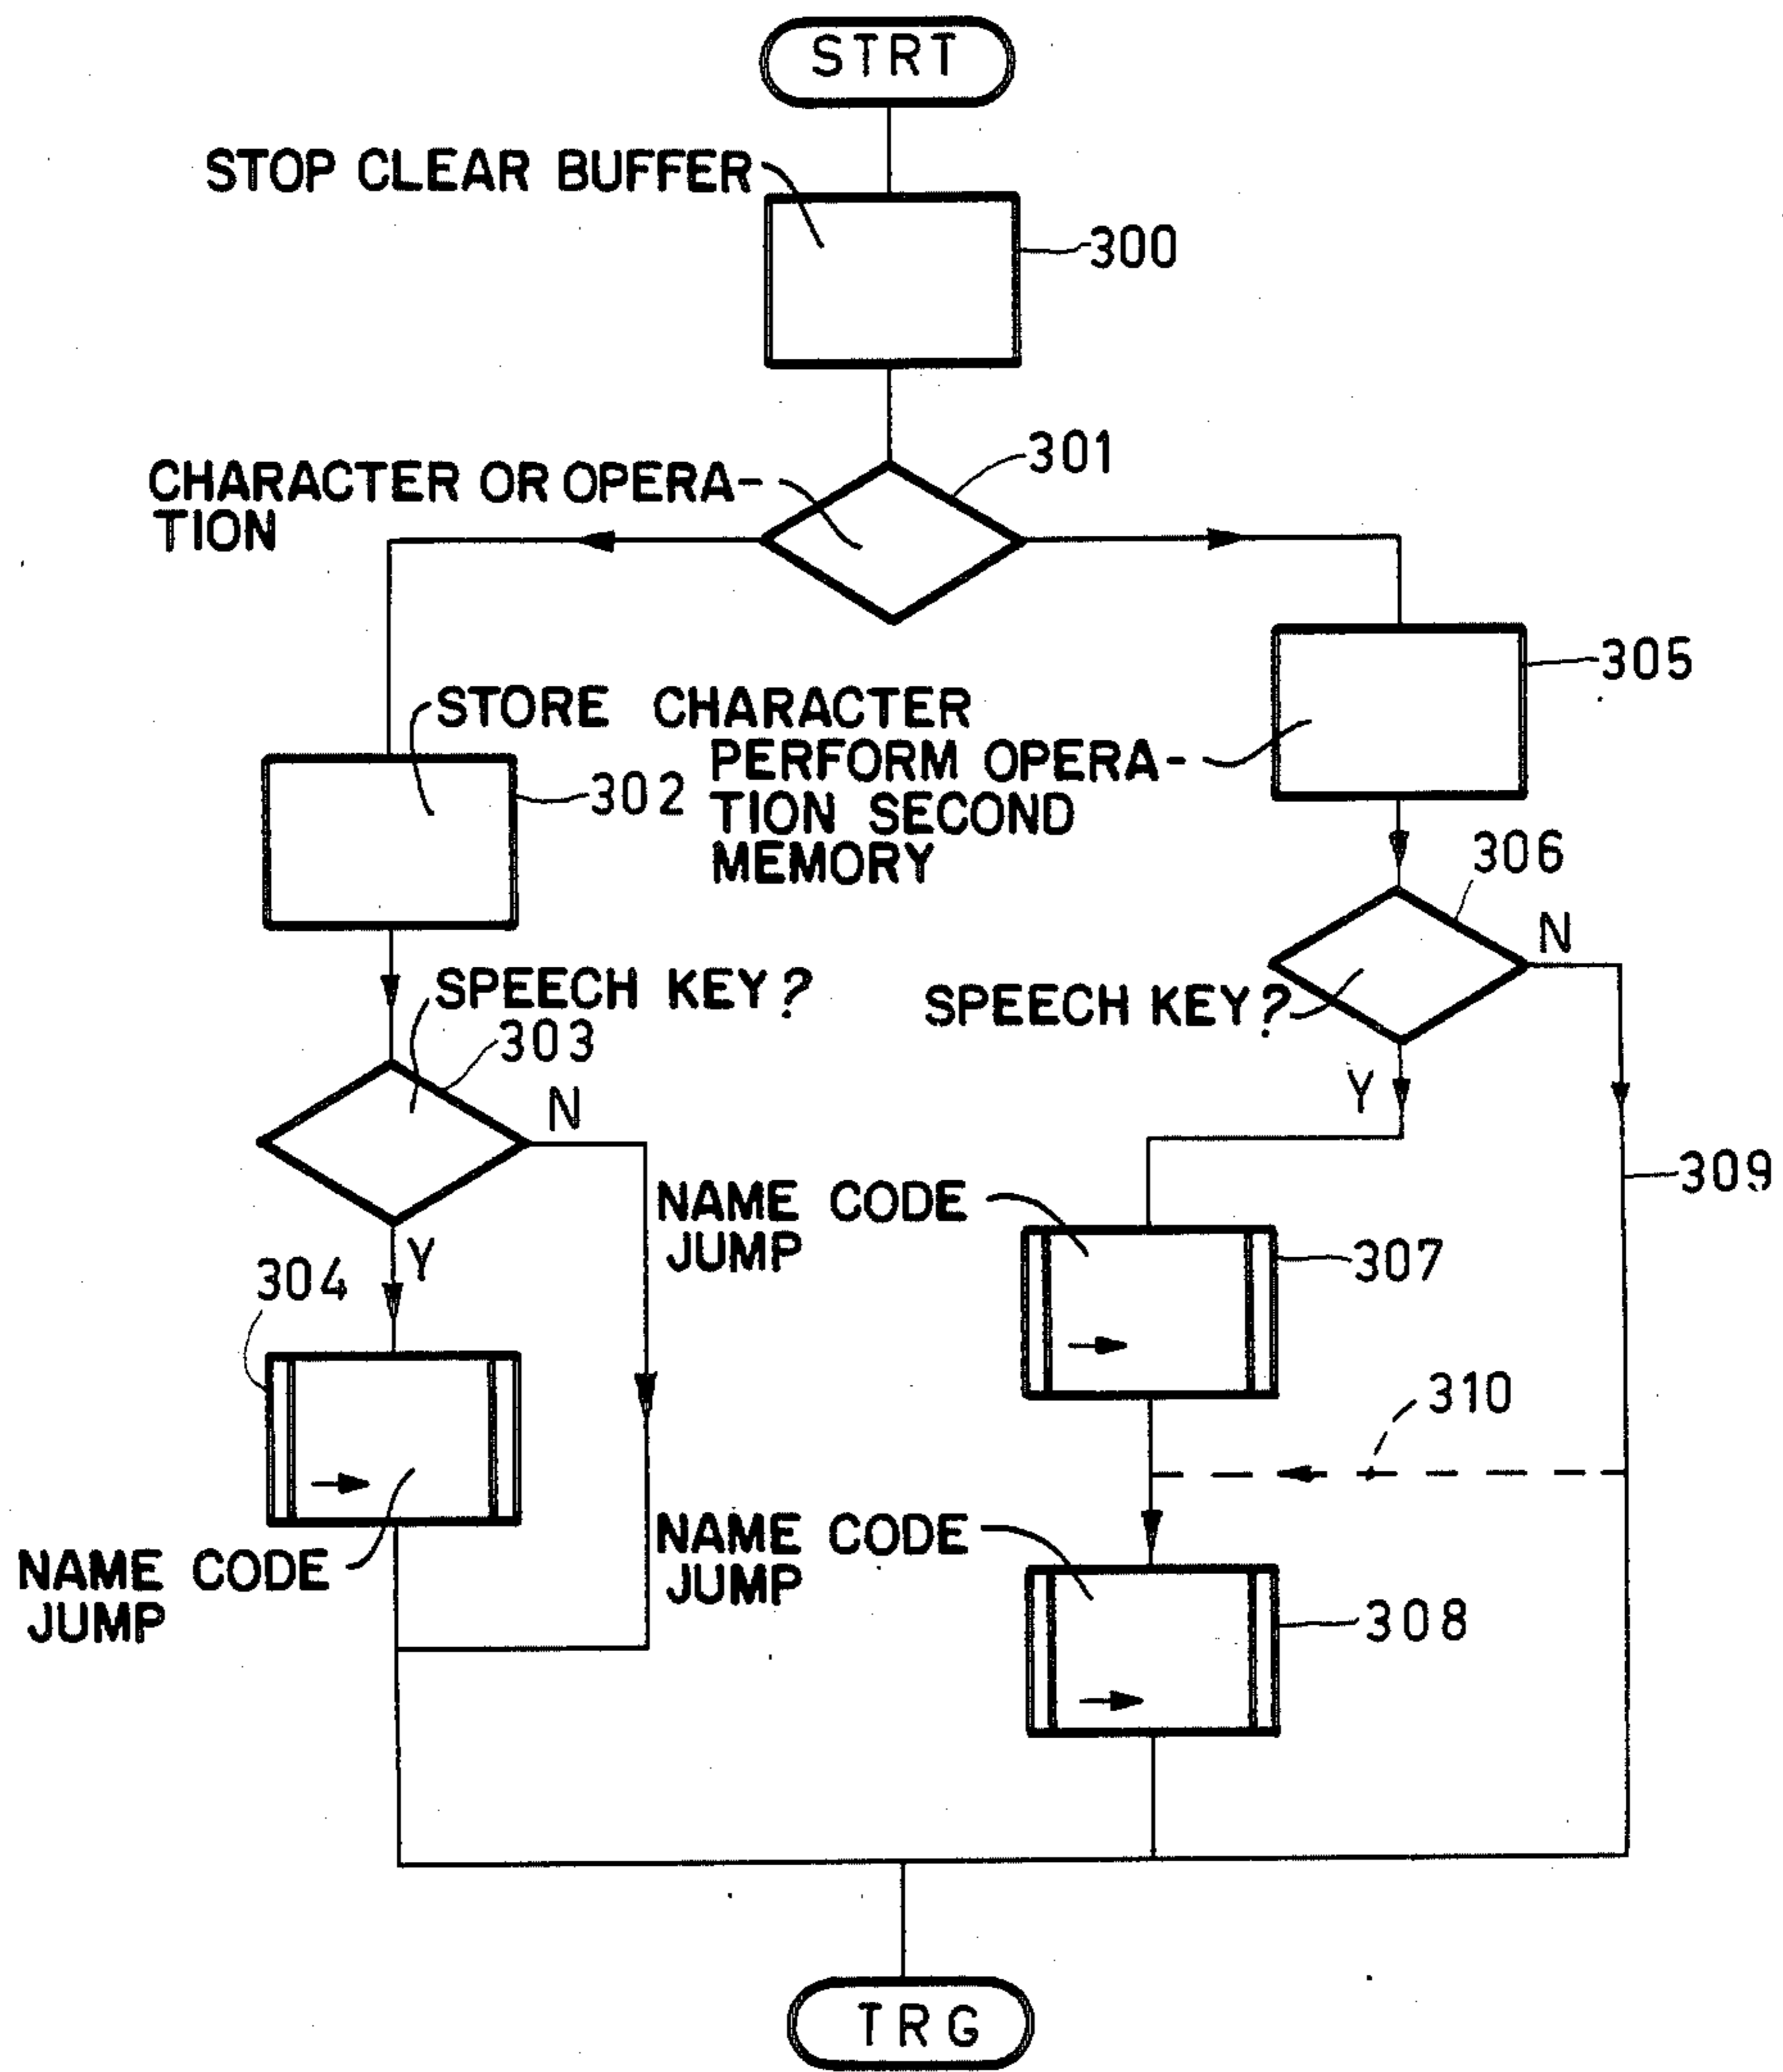 STRT
STOP CLEAR BUFFER
300
301
CHARACTER OR OPERA-
TION
305
STORE CHARACTER
302
PERFORM OPERA-
TION SECOND
MEMORY
306
N
SPEECH KEY?
303
N
SPEECH KEY?
Y
309
NAME CODE
JUMP
307
Y
304
310
NAME CODE
JUMP
308
NAME CODE
JUMP
TRG